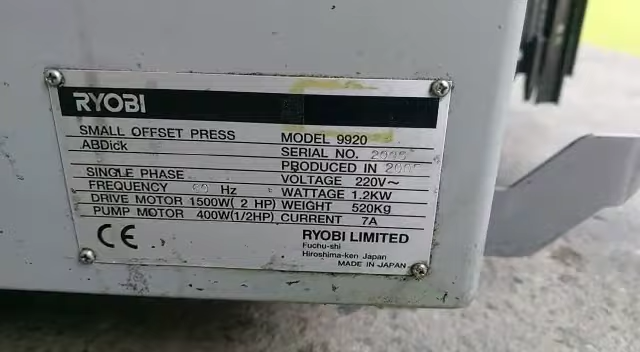 RYOBI
SMALL OFFSET PRESS MODEL 9920
ABDick SERIAL NO.
PRODUCED IN
SINGLE PHASE VOLTAGE 220V~
FREQUENCY 60 Hz WATTAGE 1.2KW
DRIVE MOTOR 1500W( 2 HP) WEIGHT 520Kg
PUMP MOTOR 400W(1/2HP) CURRENT 7A
CE
RYOBI LIMITED
Fuchu-shi
Hiroshima-ken Japan
MADE IN JAPAN